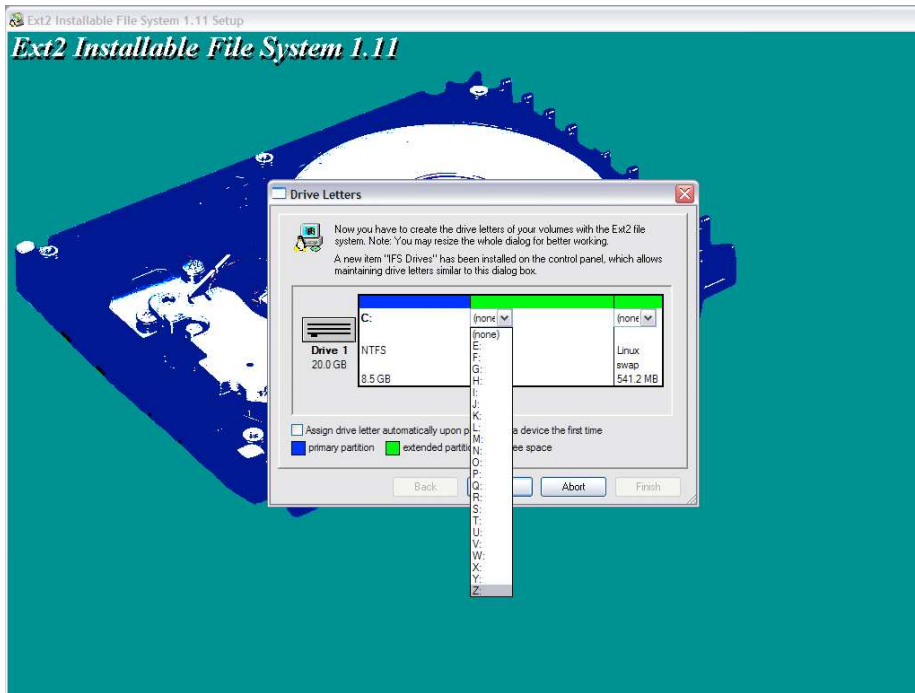 Ext2 Installable File System 1.11 Setup
Ext2 Installable File System 1.11
Drive Letters
Now you have to create the drive letters of your volumes with the Ext2 file
system. Note: You may resize the whole dialog for better working.
A new item "IFS Drives" has been installed on the control panel, which allows
maintaining drive letters similar to this dialog box.
C:
(none
(none
(none)
E:
F:
G:
H:
I:
J:
K:
L:
M:
N:
O:
P:
Q:
R:
S:
T:
U:
V:
W:
X:
Y:
Z:
Drive 1
20.0 GB
NTFS
8.5 GB
Linux
swap
541.2 MB
Assign drive letter automatically upon a device the first time
primary partition extended space
Back
Abort
Finish